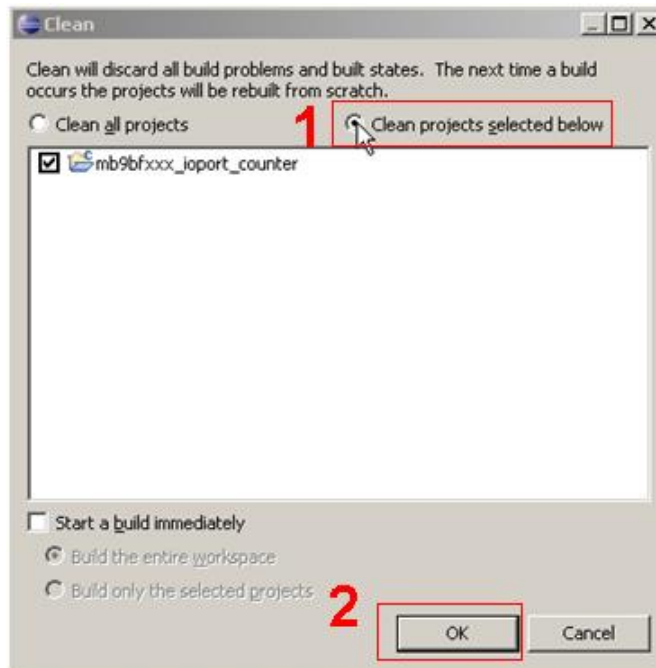 Clean
Clean will discard all build problems and built states. The next time a build
occurs the projects will be rebuilt from scratch.
Clean all projects
1
Clean projects selected below
mb9bfxxx_ioport_counter
Start a build immediately
Build the entire workspace
Build only the selected projects
2
OK
Cancel